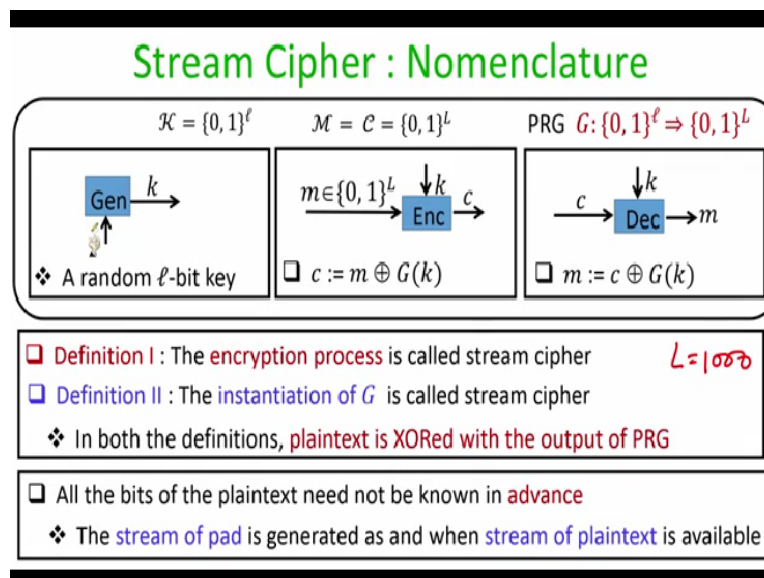 Stream Cipher : Nomenclature
𝒦 = {0, 1}^ℓ
ℳ = 𝒞 = {0, 1}^L
PRG G: {0, 1}^ℓ ⇒ {0, 1}^L
Gen k
❖ A random ℓ-bit key
m∈{0, 1}^L k c
Enc
❑ c := m ⊕ G(k)
c k
Dec m
❑ m := c ⊕ G(k)
❑ Definition I : The encryption process is called stream cipher
L=1000
❑ Definition II : The instantiation of G is called stream cipher
❖ In both the definitions, plaintext is XORed with the output of PRG
❑ All the bits of the plaintext need not be known in advance
❖ The stream of pad is generated as and when stream of plaintext is available